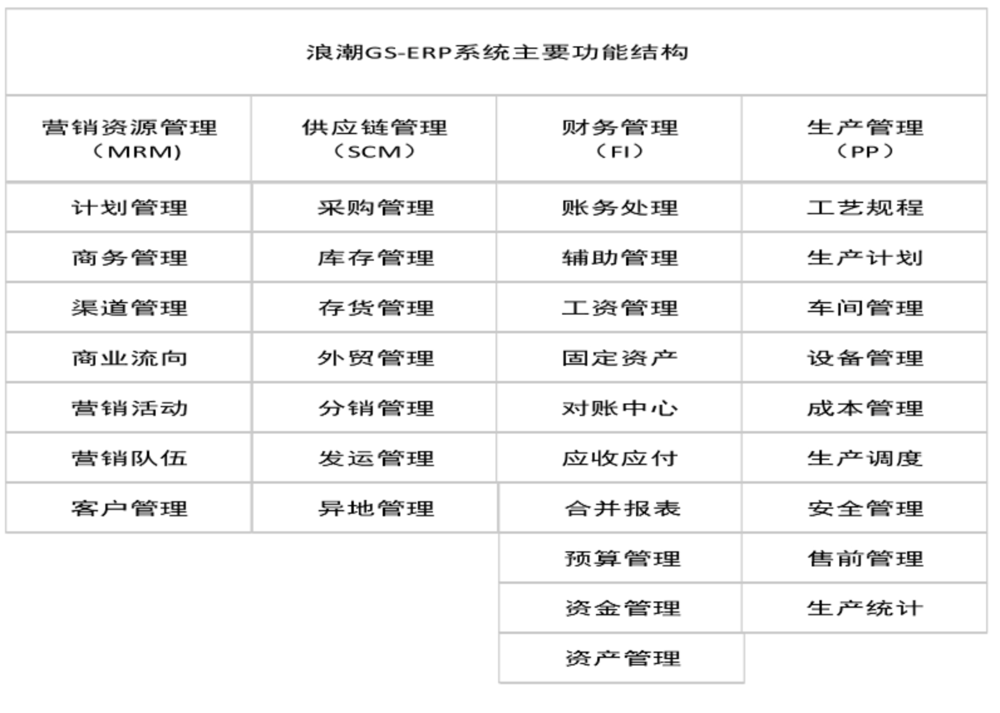 浪潮GS-ERP系统主要功能结构
营销资源管理
（MRM)
供应链管理
（SCM）
财务管理
（FI）
生产管理
（PP）
计划管理
采购管理
账务处理
工艺规程
商务管理
库存管理
辅助管理
生产计划
渠道管理
存货管理
工资管理
车间管理
商业流向
外贸管理
固定资产
设备管理
营销活动
分销管理
对账中心
成本管理
营销队伍
发运管理
应收应付
生产调度
客户管理
异地管理
合并报表
安全管理
预算管理
售前管理
资金管理
生产统计
资产管理